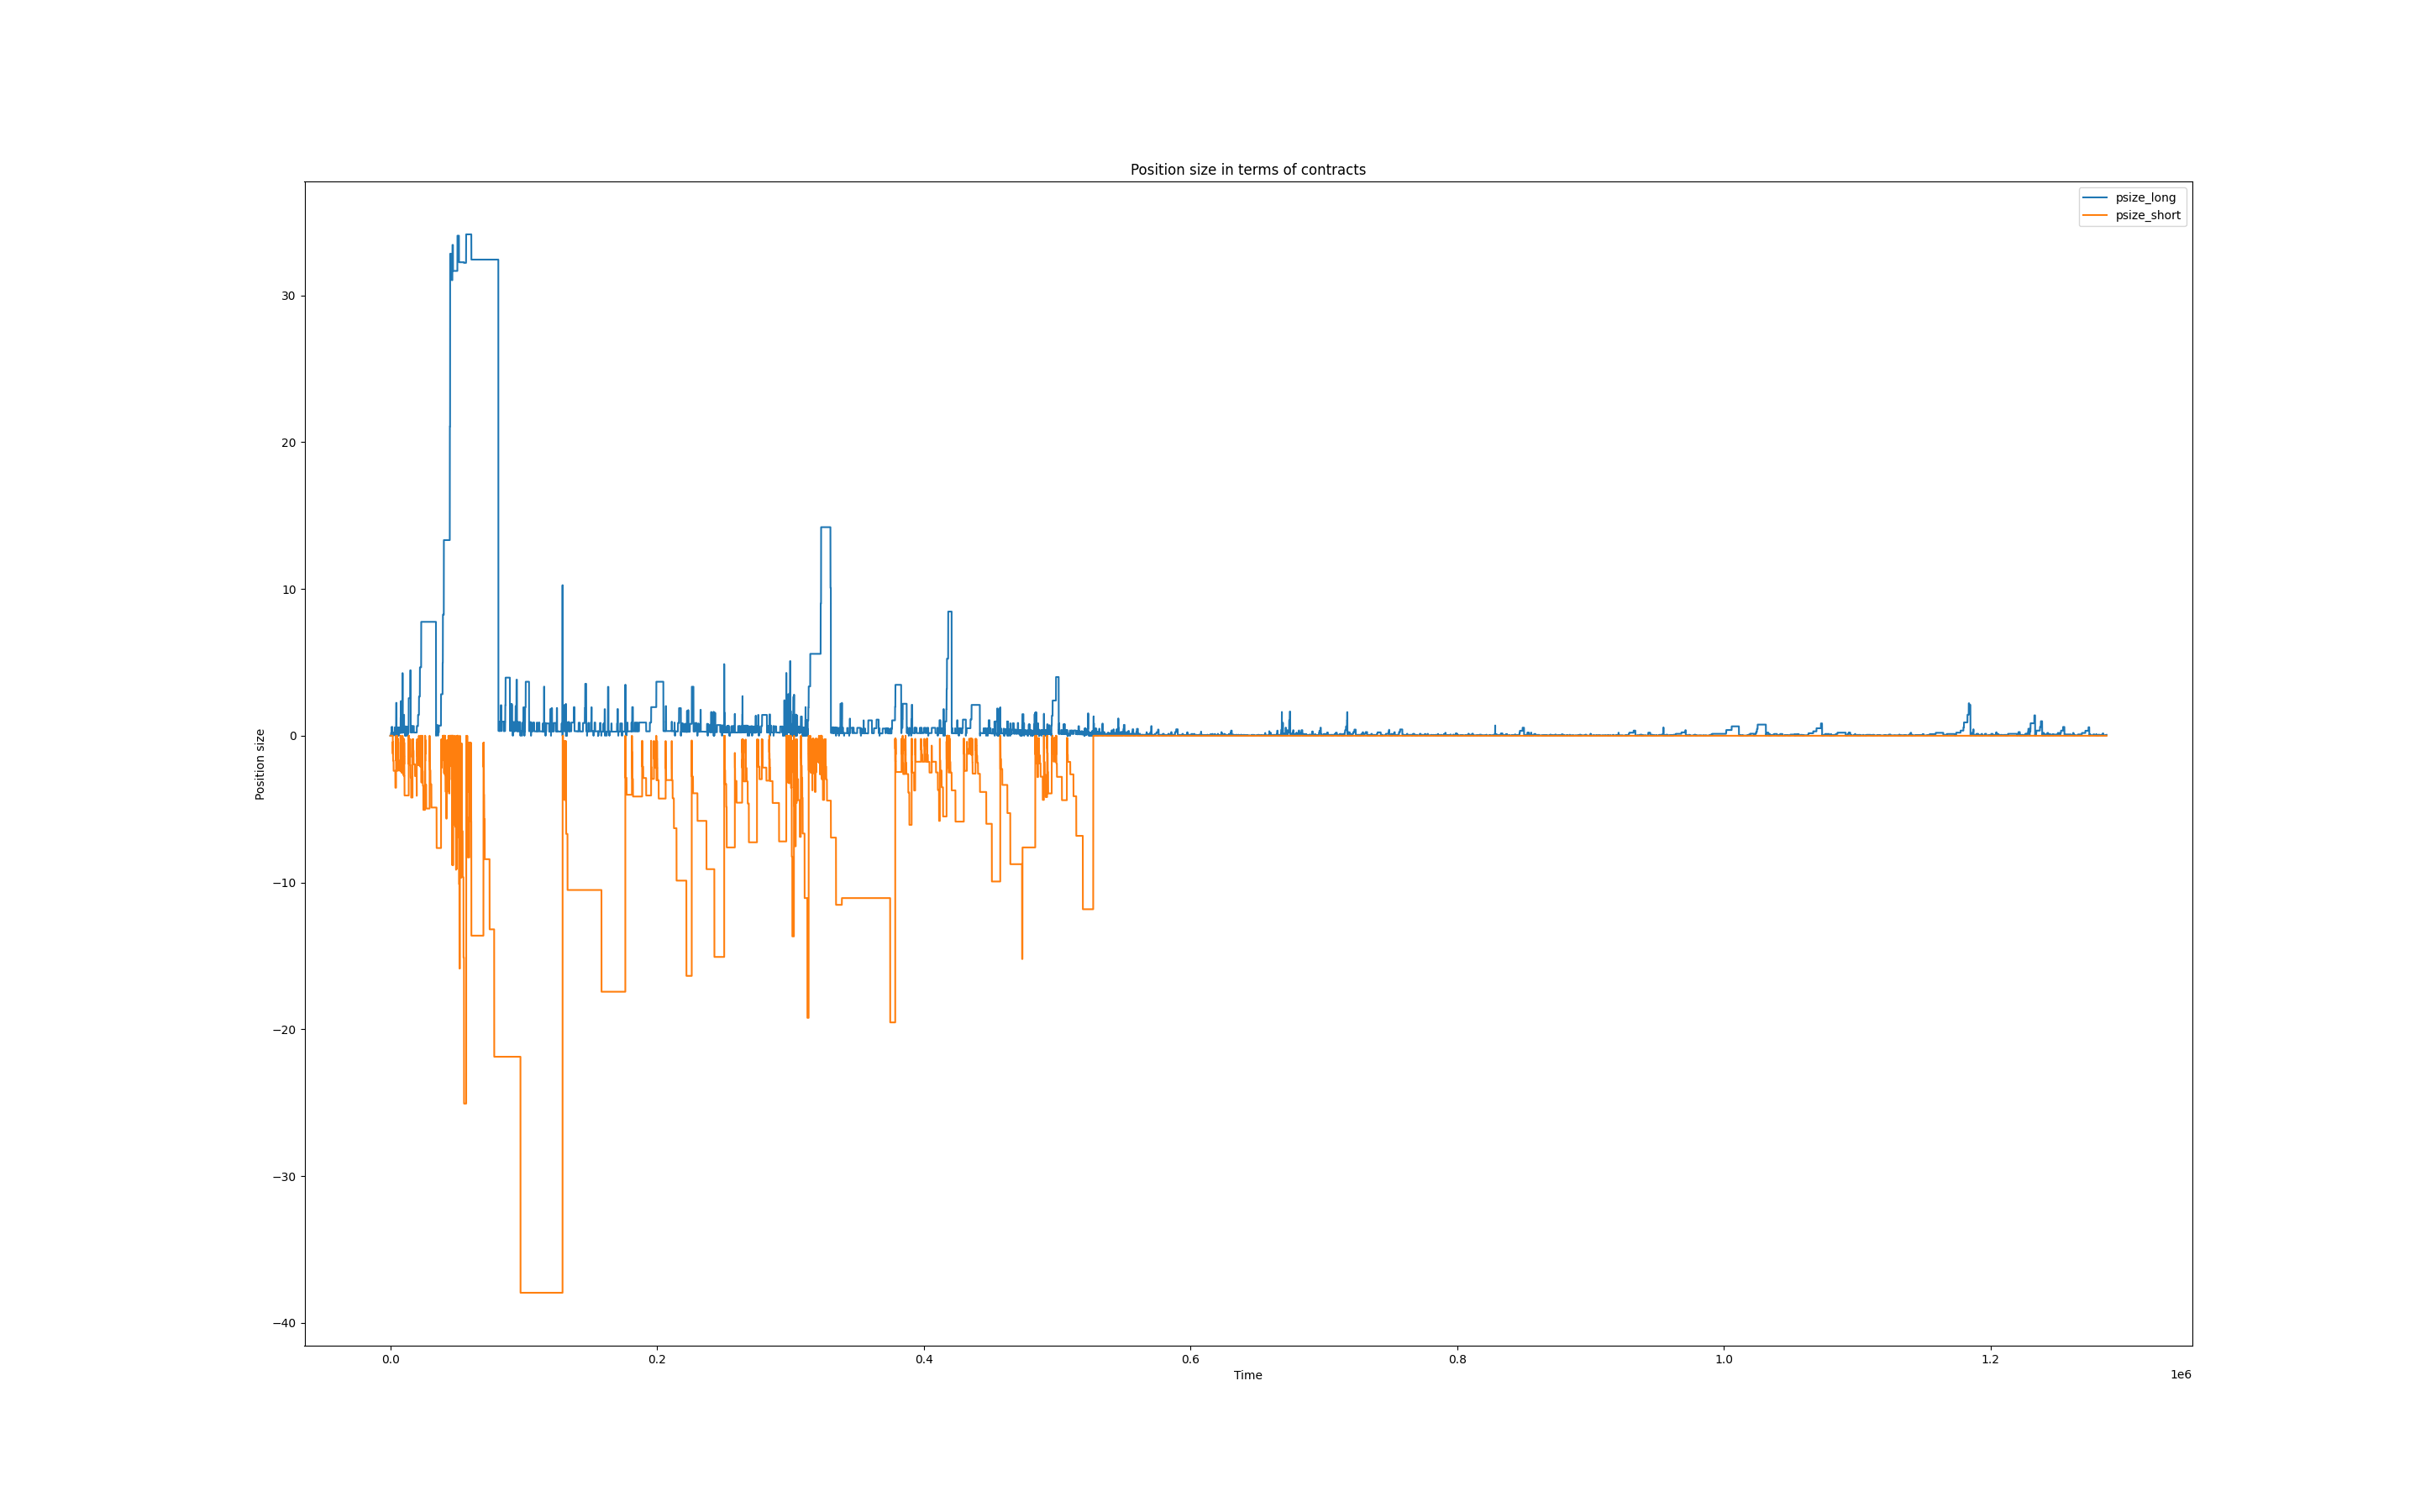 Position size in terms of contracts
psize_long
psize_short
Position size
30
20
10
0
−10
−20
−30
−40
0.0
0.2
0.4
0.6
0.8
1.0
1.2
Time
1e6